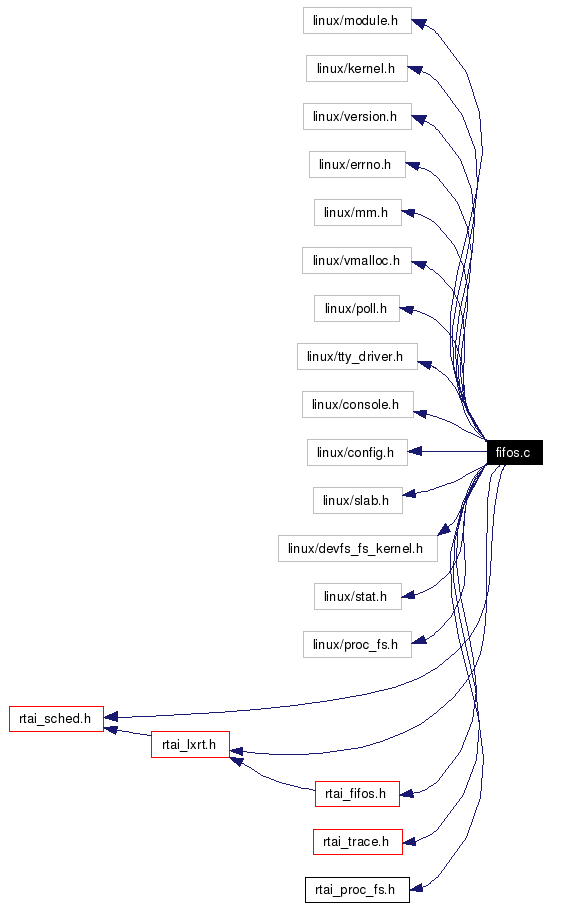 linux/module.h
linux/kernel.h
linux/version.h
linux/errno.h
linux/mm.h
linux/vmalloc.h
linux/poll.h
linux/tty_driver.h
linux/console.h
fifos.c
linux/config.h
linux/slab.h
linux/devfs_fs_kernel.h
linux/stat.h
linux/proc_fs.h
rtai_sched.h
rtai_lxrt.h
rtai_fifos.h
rtai_trace.h
rtai_proc_fs.h